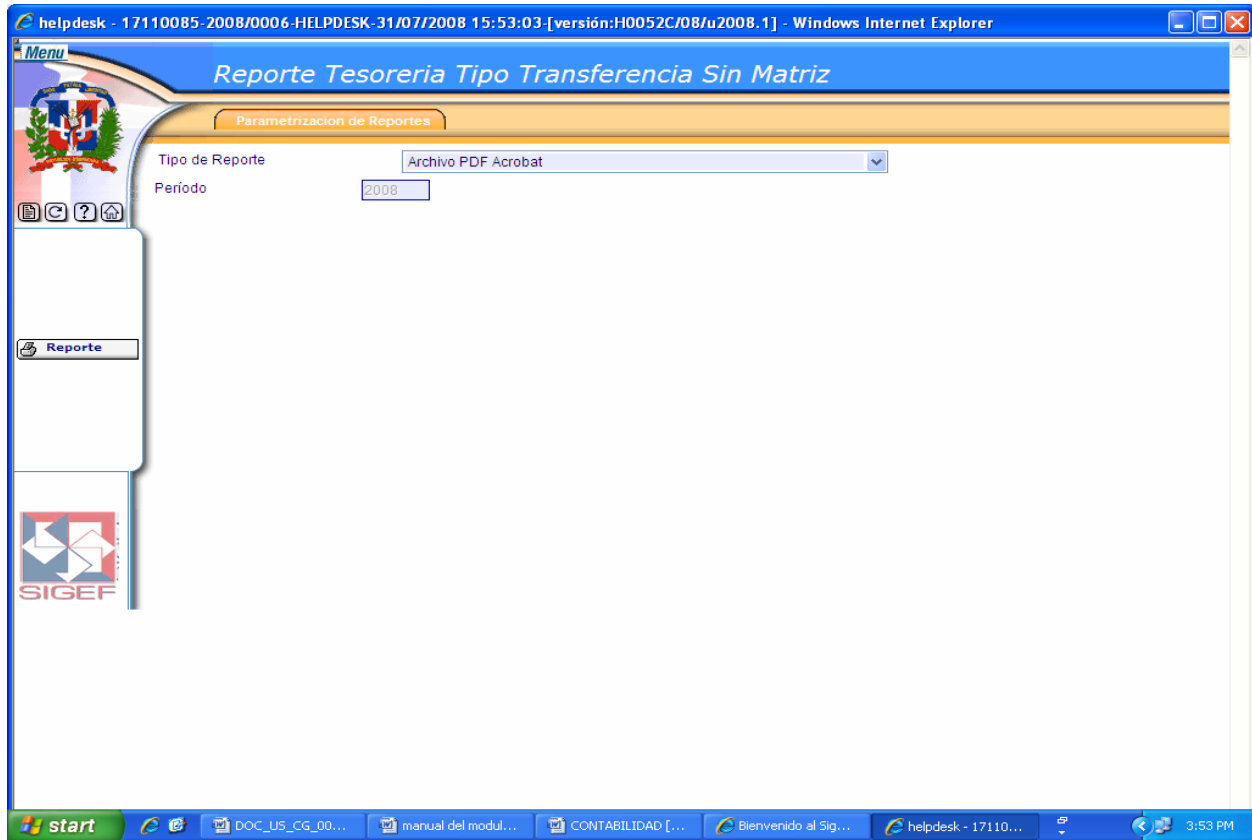 helpdesk - 17110085-2008/0006-HELPDESK-31/07/2008 15:53:03-[versión:H0052C/08/u2008.1] - Windows Internet Explorer
Menu
Reporte Tesoreria Tipo Transferencia Sin Matriz
Parametrizacion de Reportes
Tipo de Reporte
Archivo PDF Acrobat
Período
2008
Reporte
SIGEF
start
DOC_US_CG_00...
manual del modul...
CONTABILIDAD [...
Bienvenido al Sig...
helpdesk - 17110...
3:53 PM